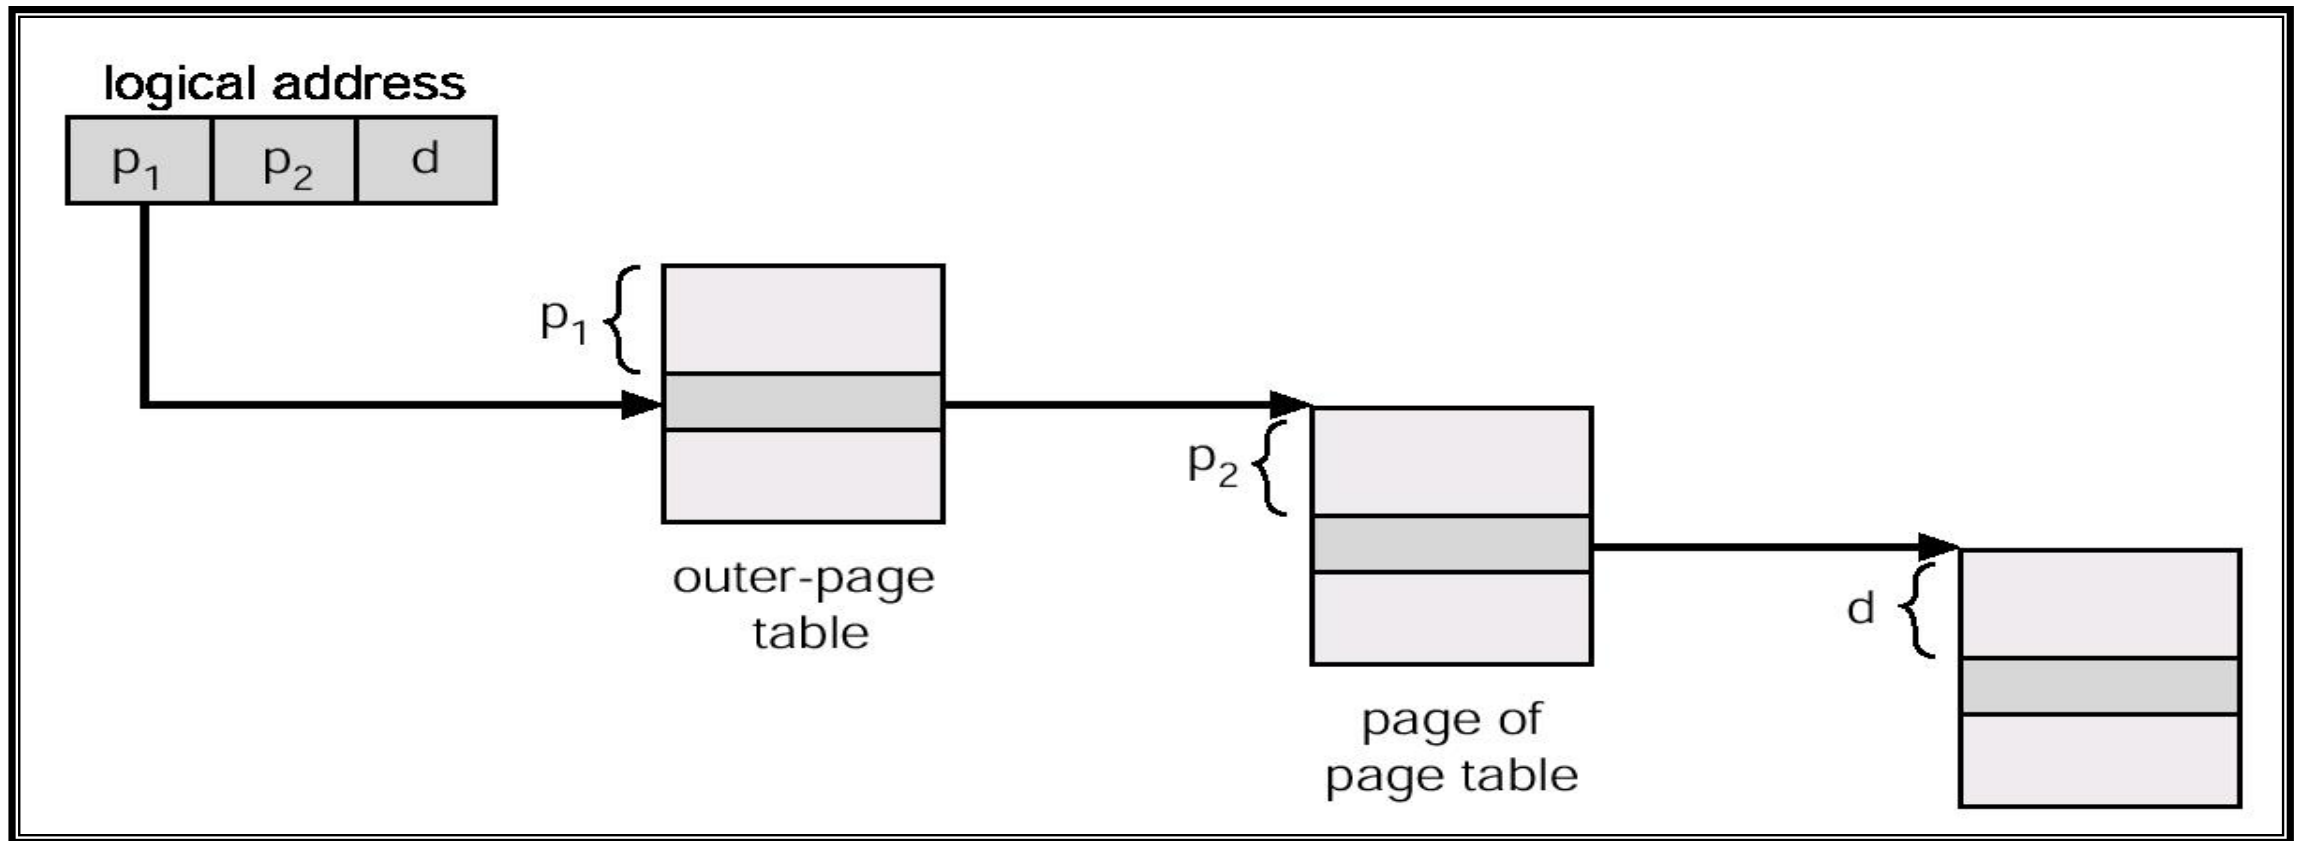 logical address
p1 p2 d
p1
outer-page
table
p2
page of
page table
d